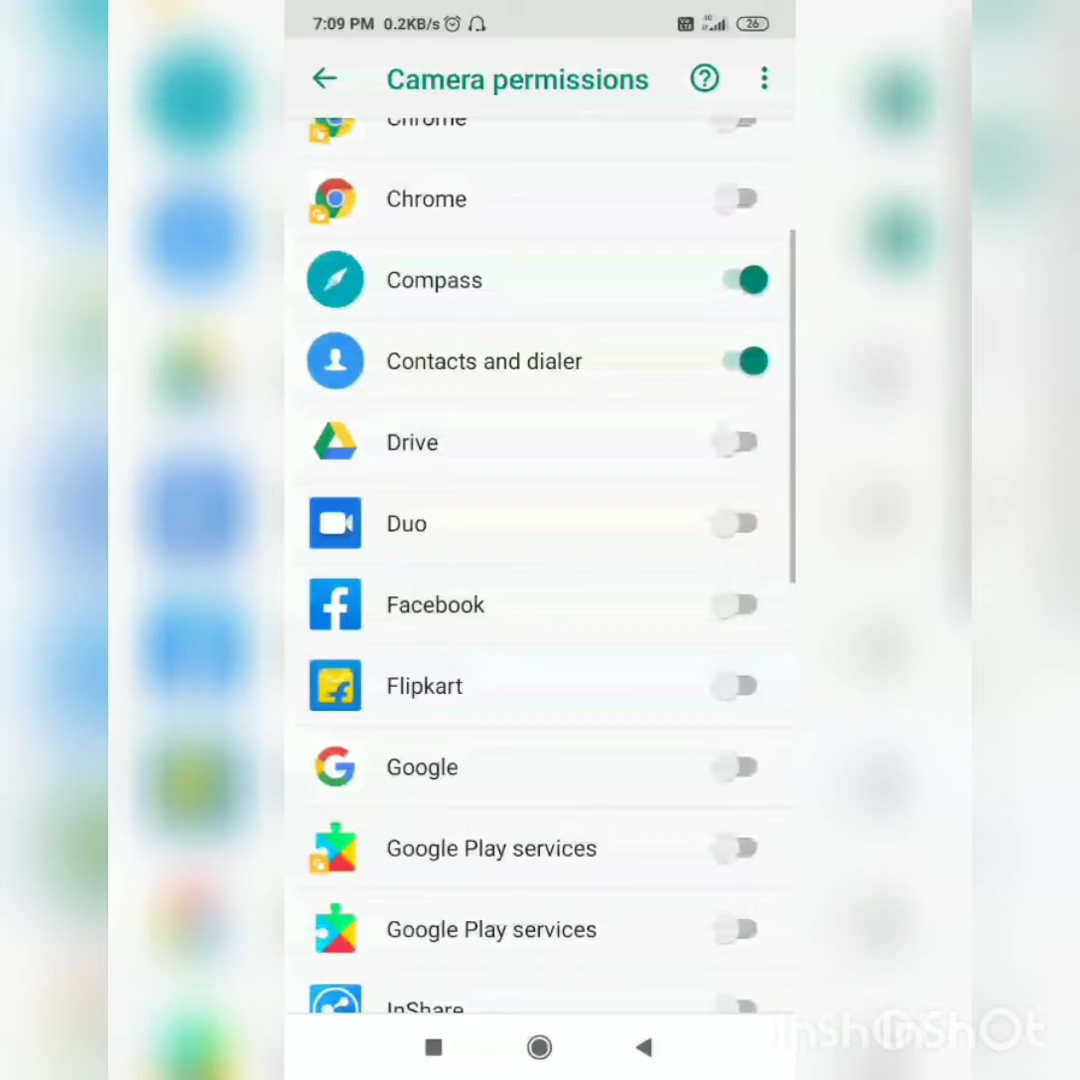 7:09 PM 0.2KB/s 26
Camera permissions
Chrome
Chrome
Compass
Contacts and dialer
Drive
Duo
Facebook
Flipkart
Google
Google Play services
Google Play services
InShare
InShOt